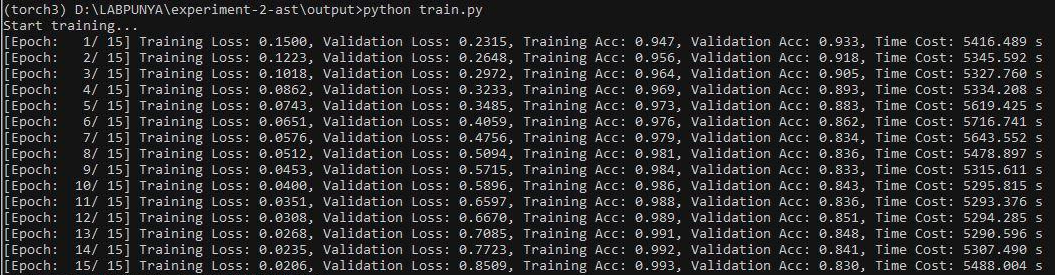 (torch3) D:\LABPUNYA\experiment-2-ast\output>python train.py
Start training...
[Epoch:   1/ 15] Training Loss: 0.1500, Validation Loss: 0.2315, Training Acc: 0.947, Validation Acc: 0.933, Time Cost: 5416.489 s
[Epoch:   2/ 15] Training Loss: 0.1223, Validation Loss: 0.2648, Training Acc: 0.956, Validation Acc: 0.918, Time Cost: 5345.592 s
[Epoch:   3/ 15] Training Loss: 0.1018, Validation Loss: 0.2972, Training Acc: 0.964, Validation Acc: 0.905, Time Cost: 5327.760 s
[Epoch:   4/ 15] Training Loss: 0.0862, Validation Loss: 0.3233, Training Acc: 0.969, Validation Acc: 0.893, Time Cost: 5334.208 s
[Epoch:   5/ 15] Training Loss: 0.0743, Validation Loss: 0.3485, Training Acc: 0.973, Validation Acc: 0.883, Time Cost: 5619.425 s
[Epoch:   6/ 15] Training Loss: 0.0651, Validation Loss: 0.4059, Training Acc: 0.976, Validation Acc: 0.862, Time Cost: 5716.741 s
[Epoch:   7/ 15] Training Loss: 0.0576, Validation Loss: 0.4756, Training Acc: 0.979, Validation Acc: 0.834, Time Cost: 5643.552 s
[Epoch:   8/ 15] Training Loss: 0.0512, Validation Loss: 0.5094, Training Acc: 0.981, Validation Acc: 0.836, Time Cost: 5478.897 s
[Epoch:   9/ 15] Training Loss: 0.0453, Validation Loss: 0.5715, Training Acc: 0.984, Validation Acc: 0.833, Time Cost: 5315.611 s
[Epoch:  10/ 15] Training Loss: 0.0400, Validation Loss: 0.5896, Training Acc: 0.986, Validation Acc: 0.843, Time Cost: 5295.815 s
[Epoch:  11/ 15] Training Loss: 0.0351, Validation Loss: 0.6597, Training Acc: 0.988, Validation Acc: 0.836, Time Cost: 5293.376 s
[Epoch:  12/ 15] Training Loss: 0.0308, Validation Loss: 0.6670, Training Acc: 0.989, Validation Acc: 0.851, Time Cost: 5294.285 s
[Epoch:  13/ 15] Training Loss: 0.0268, Validation Loss: 0.7085, Training Acc: 0.991, Validation Acc: 0.848, Time Cost: 5290.596 s
[Epoch:  14/ 15] Training Loss: 0.0235, Validation Loss: 0.7723, Training Acc: 0.992, Validation Acc: 0.841, Time Cost: 5307.490 s
[Epoch:  15/ 15] Training Loss: 0.0206, Validation Loss: 0.8509, Training Acc: 0.993, Validation Acc: 0.830, Time Cost: 5488.004 s